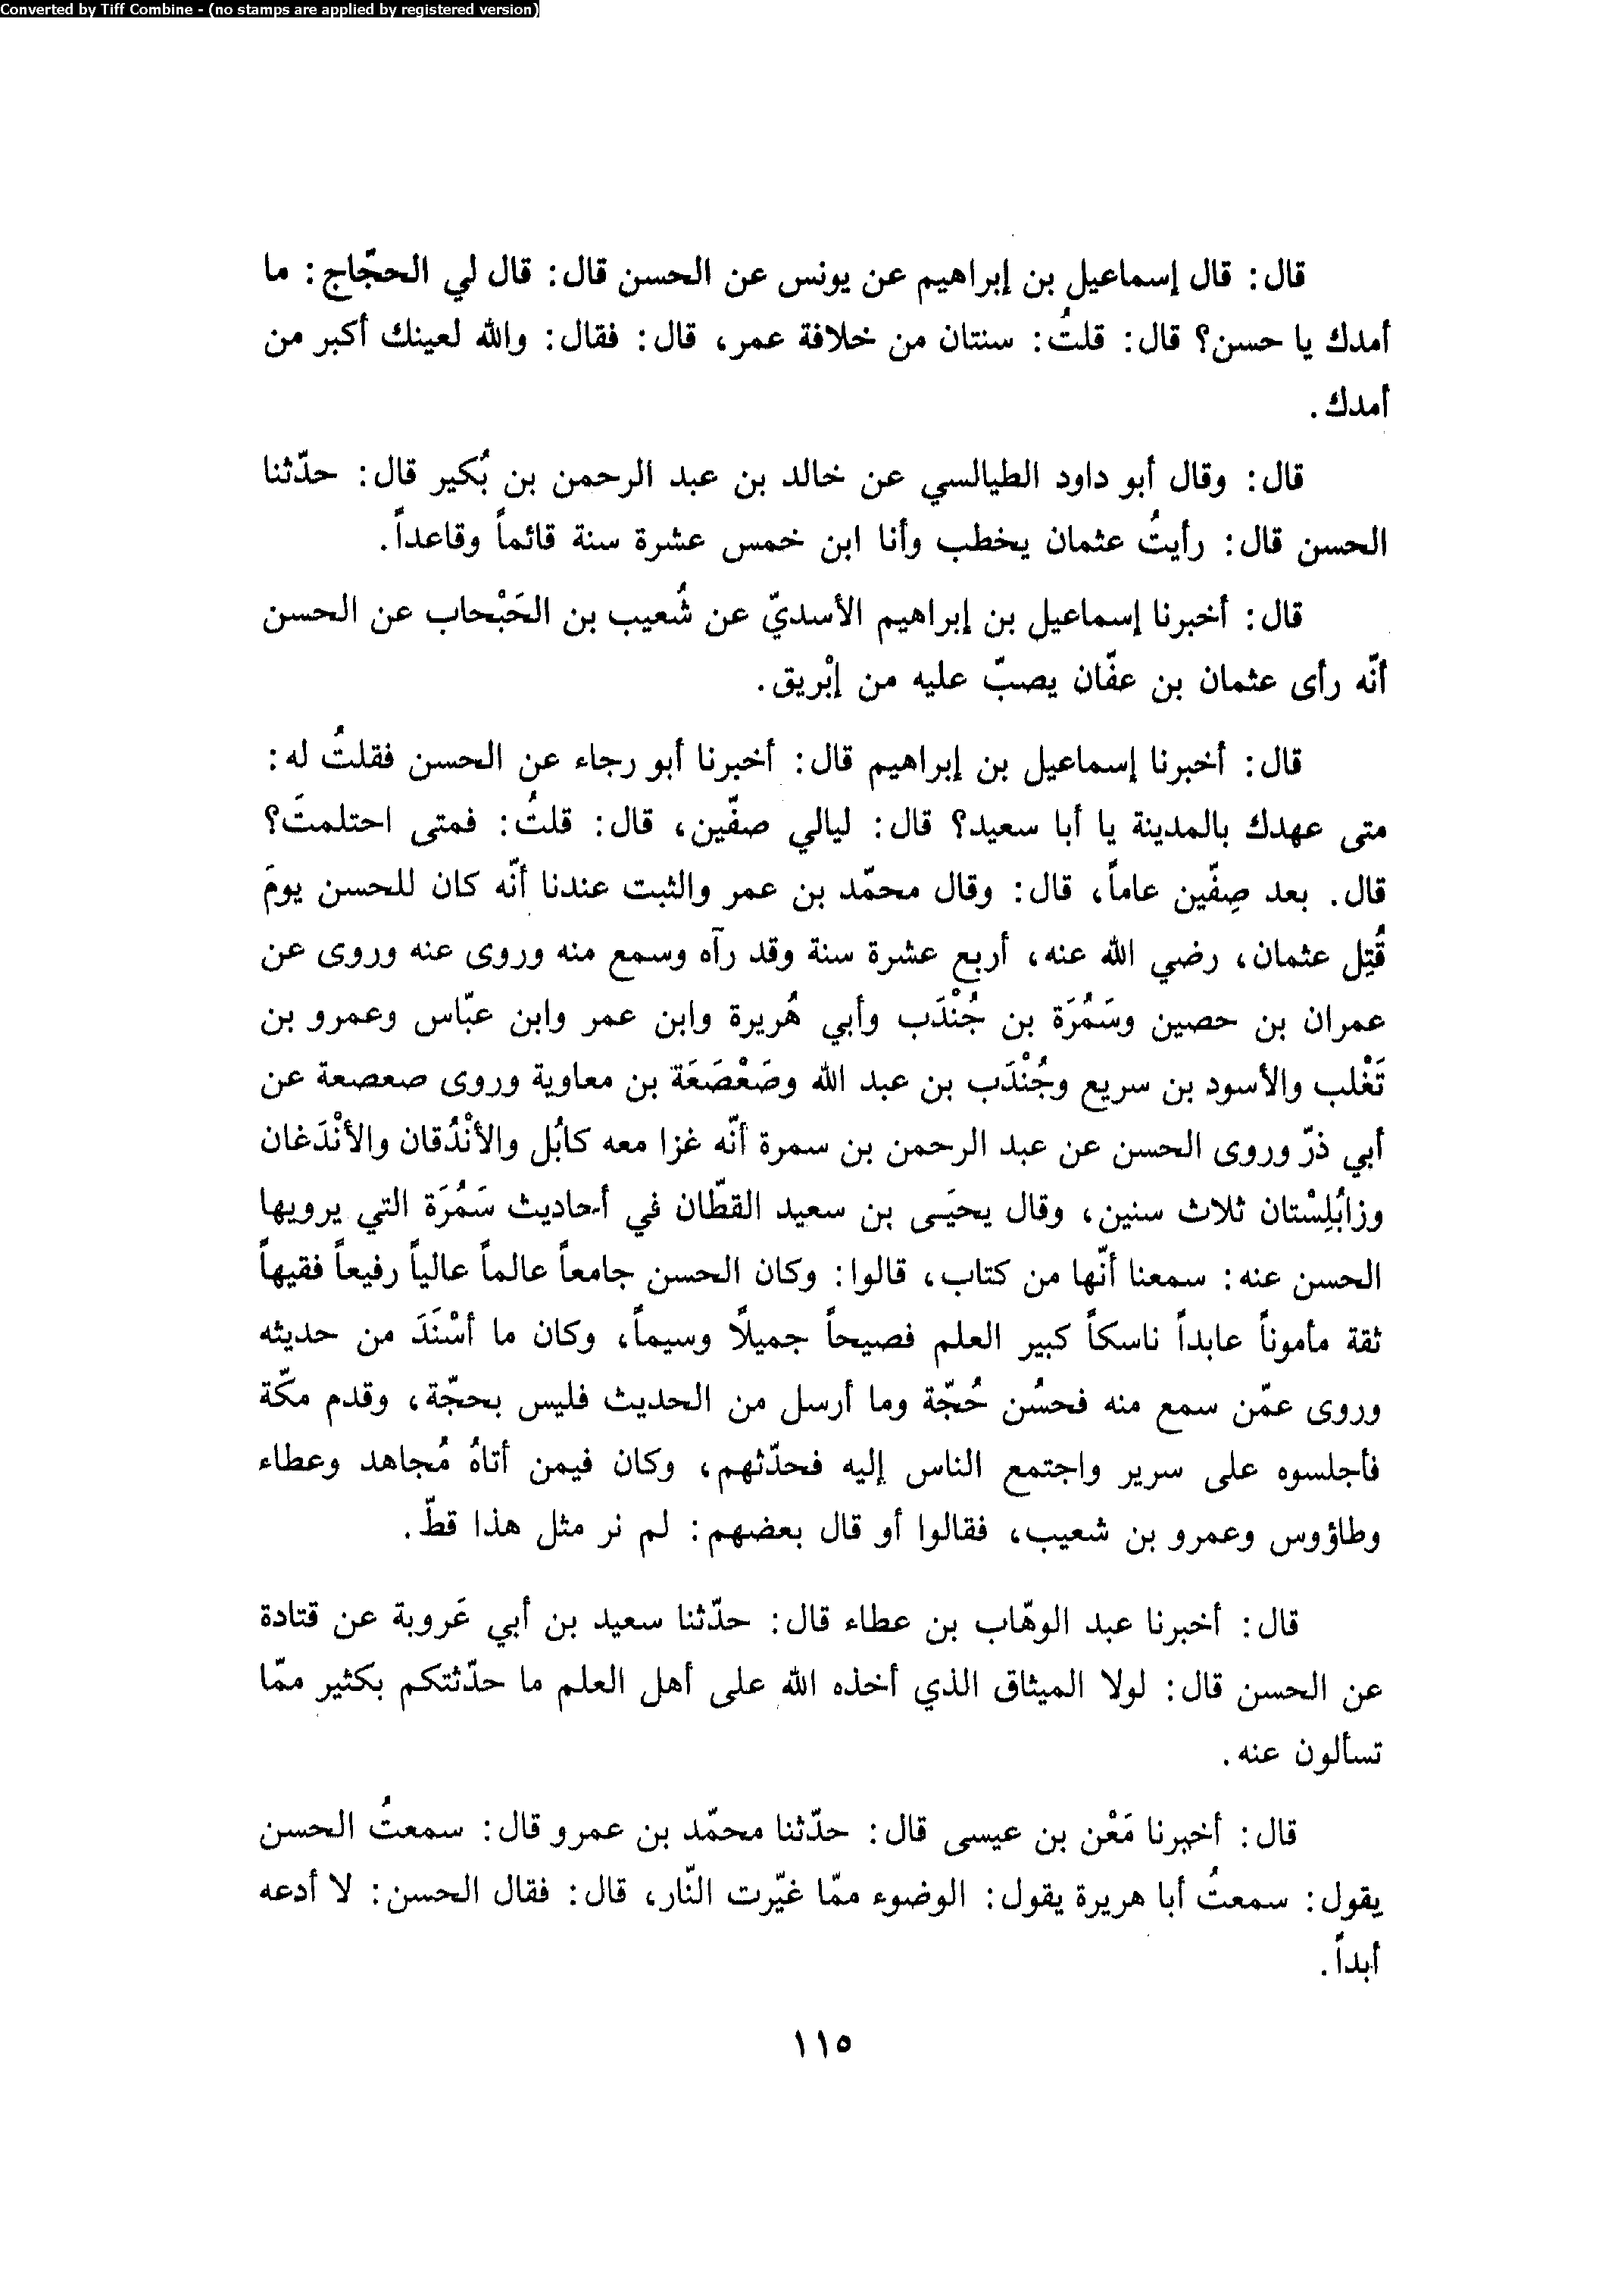 Converted by Tiff Combine - (no stamps are applied by registered version)
قال: قال إسماعيل بن إبراهيم عن يونس عن الحسن قال: قال لي الحجّاج: ما
أمدك يا حسن؟ قال: قلتُ: سنتان من خلافة عمر، قال: فقال: والله لعينك أكبر من
أمدك.
قال: وقال أبو داود الطيالسي عن خالد بن عبد الرحمن بن بُكير قال: حدّثنا
الحسن قال: رأيتُ عثمان يخطب وأنا ابن خمس عشرة سنة قائماً وقاعداً.
قال: أخبرنا إسماعيل بن إبراهيم الأسديّ عن شُعيب بن الحَبْحاب عن الحسن
أنّه رأى عثمان بن عفّان يصبّ عليه من إبْريق.
قال: أخبرنا إسماعيل بن إبراهيم قال: أخبرنا أبو رجاء عن الحسن فقلتُ له:
متى عهدك بالمدينة يا أبا سعيد؟ قال: ليالي صفّين، قال: قلتُ: فمتى احتلمتَ؟
قال. بعد صِفّين عاماً، قال: وقال محمّد بن عمر والثبت عندنا أنّه كان للحسن يومَ
قُتِل عثمان، رضي الله عنه، أربع عشرة سنة وقد رآه وسمع منه وروى عنه وروى عن
عمران بن حصين وسَمُرَة بن جُنْدَب وأبي هُريرة وابن عمر وابن عبّاس وعمرو بن
تَغْلب والأسود بن سريع وجُنْدَب بن عبد الله وصَعْصَعَة بن معاوية وروى صعصعة عن
أبي ذرّ وروى الحسن عن عبد الرحمن بن سمرة أنّه غزا معه كابُل والأنْدُقان والأنْدَغان
وزابُلِسْتان ثلاث سنين، وقال يحيَى بن سعيد القطّان في أحاديث سَمُرَة التي يرويها
الحسن عنه: سمعنا أنّها من كتاب، قالوا: وكان الحسن جامعاً عالماً عالياً رفيعاً فقيهاً
ثقة مأموناً عابداً ناسكاً كبير العلم فصيحاً جميلًا وسيماً، وكان ما أسْنَدَ من حديثه
وروى عمّن سمع منه فحسُن حُجّة وما أرسل من الحديث فليس بحجّة، وقدم مكّة
فأجلسوه على سرير واجتمع الناس إليه فحدّثهم، وكان فيمن أتاهُ مُجاهد وعطاء
وطاؤوس وعمرو بن شعيب، فقالوا أو قال بعضهم: لم نر مثل هذا قطّ.
قال: أخبرنا عبد الوهّاب بن عطاء قال: حدّثنا سعيد بن أبي عَروبة عن قتادة
عن الحسن قال: لولا الميثاق الذي أخذه الله على أهل العلم ما حدّثتكم بكثير ممّا
تسألون عنه.
قال: أخبرنا مَعْن بن عيسى قال: حدّثنا محمّد بن عمرو قال: سمعتُ الحسن
يقول: سمعتُ أبا هريرة يقول: الوضوء ممّا غيّرت النّار، قال: فقال الحسن: لا أدعه
أبداً.
١١٥